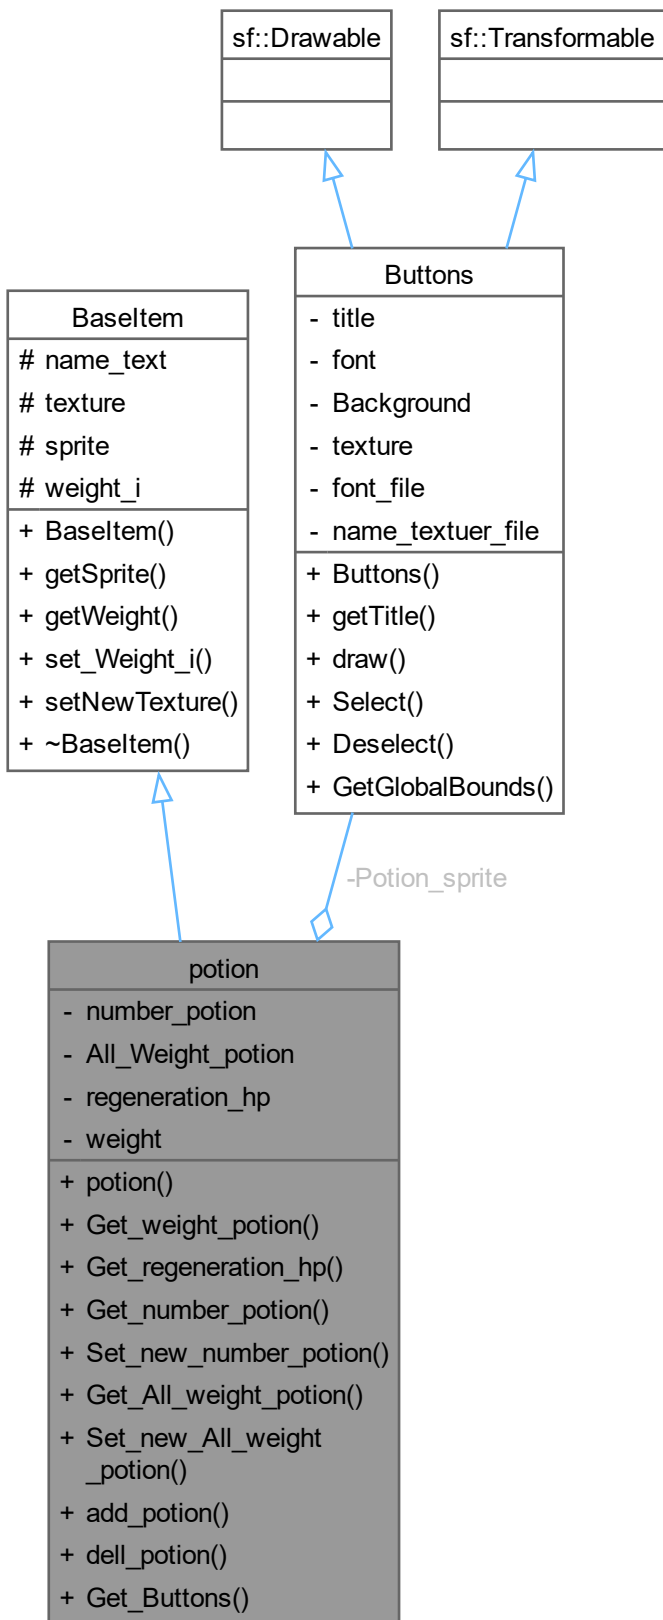 sf::Drawable
sf::Transformable
Buttons
- title
- font
- Background
- texture
- font_file
- name_textuer_file
+ Buttons()
+ getTitle()
+ draw()
+ Select()
+ Deselect()
+ GetGlobalBounds()
BaseItem
# name_text
# texture
# sprite
# weight_i
+ BaseItem()
+ getSprite()
+ getWeight()
+ set_Weight_i()
+ setNewTexture()
+ ~BaseItem()
-Potion_sprite
potion
- number_potion
- All_Weight_potion
- regeneration_hp
- weight
+ potion()
+ Get_weight_potion()
+ Get_regeneration_hp()
+ Get_number_potion()
+ Set_new_number_potion()
+ Get_All_weight_potion()
+ Set_new_All_weight
_potion()
+ add_potion()
+ dell_potion()
+ Get_Buttons()